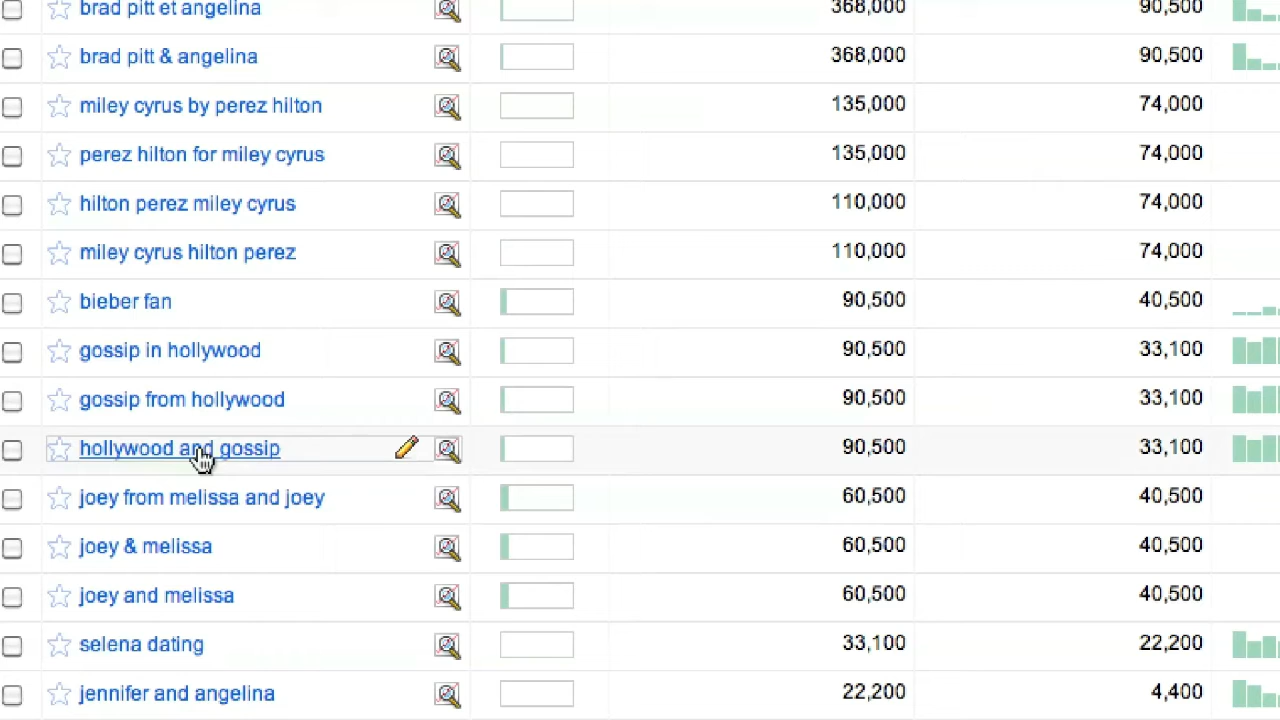 brad pitt et angelina 368,000 90,500
brad pitt & angelina 368,000 90,500
miley cyrus by perez hilton 135,000 74,000
perez hilton for miley cyrus 135,000 74,000
hilton perez miley cyrus 110,000 74,000
miley cyrus hilton perez 110,000 74,000
bieber fan 90,500 40,500
gossip in hollywood 90,500 33,100
gossip from hollywood 90,500 33,100
hollywood and gossip 90,500 33,100
joey from melissa and joey 60,500 40,500
joey & melissa 60,500 40,500
joey and melissa 60,500 40,500
selena dating 33,100 22,200
jennifer and angelina 22,200 4,400